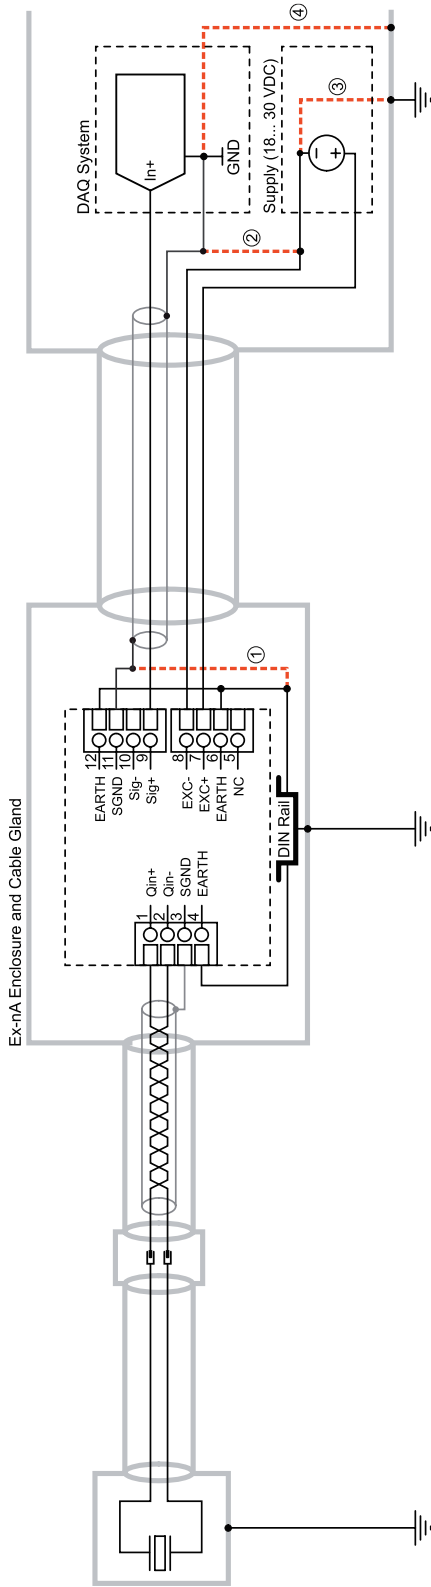 Ex-nA Enclosure and Cable Gland
1
2
3
4
Qin+
Qin-
SGND
EARTH
12
11
10
9
EARTH
SGND
Sig-
Sig+
8
7
6
5
EXC-
EXC+
EARTH
NC
DIN Rail
①
DAQ System
In+
GND
②
Supply (18... 30 VDC)
③
④